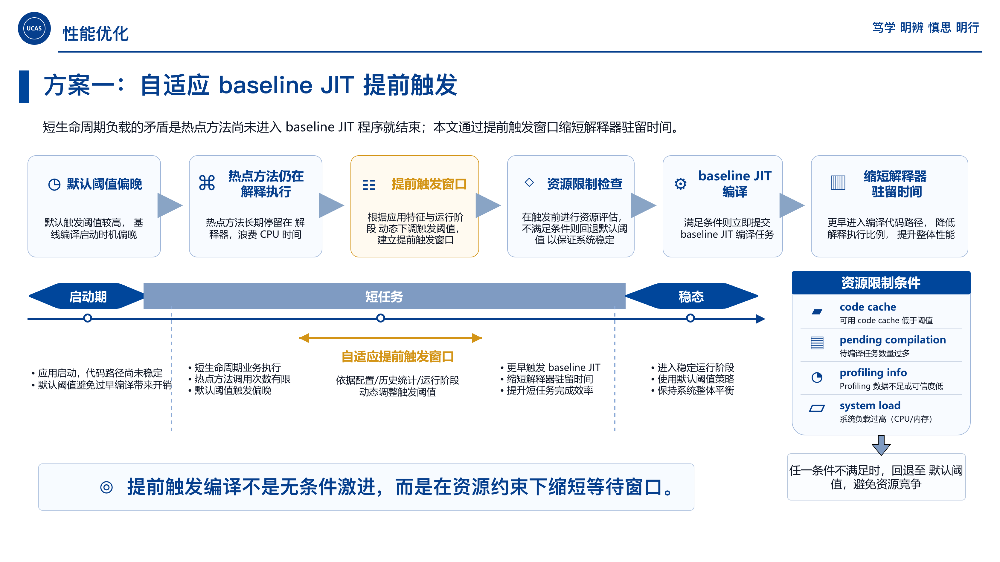 UCAS
性能优化
笃学 明辨 慎思 明行
方案一：自适应 baseline JIT 提前触发
短生命周期负载的矛盾是热点方法尚未进入 baseline JIT 程序就结束；本文通过提前触发窗口缩短解释器驻留时间。
默认阈值偏晚
默认触发阈值较高， 基
线编译启动时机偏晚
热点方法仍在
解释执行
热点方法长期停留在 解
释器，浪费 CPU 时间
提前触发窗口
根据应用特征与运行阶
段 动态下调触发阈值，
建立提前触发窗口
资源限制检查
在触发前进行资源评估，
不满足条件则回退默认阈
值 以保证系统稳定
baseline JIT
编译
满足条件则立即提交
baseline JIT 编译任务
缩短解释器
驻留时间
更早进入编译代码路径， 降低
解释执行比例， 提升整体性能
启动期
短任务
稳态
• 应用启动，代码路径尚未稳定
• 默认阈值避免过早编译带来开销
• 短生命周期业务执行
• 热点方法调用次数有限
• 默认阈值触发偏晚
自适应提前触发窗口
依据配置/历史统计/运行阶段
动态调整触发阈值
• 更早触发 baseline JIT
• 缩短解释器驻留时间
• 提升短任务完成效率
• 进入稳定运行阶段
• 使用默认阈值策略
• 保持系统整体平衡
资源限制条件
code cache
可用 code cache 低于阈值
pending compilation
待编译任务数量过多
profiling info
Profiling 数据不足或可信度低
system load
系统负载过高（CPU/内存）
任一条件不满足时，回退至 默认阈
值，避免资源竞争
◎ 提前触发编译不是无条件激进，而是在资源约束下缩短等待窗口。